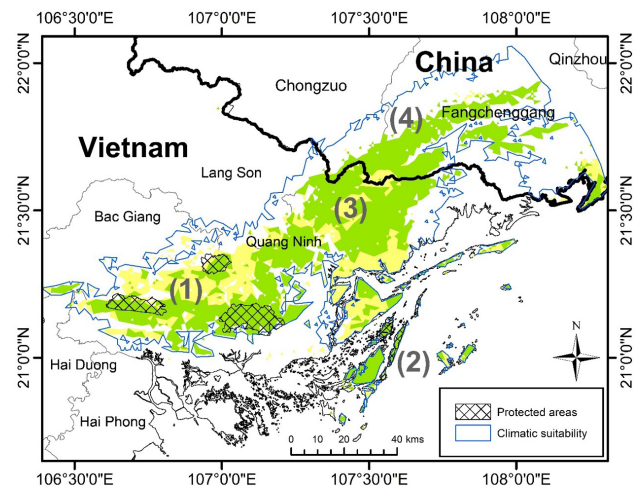 106°30'0"E 107°0'0"E 107°30'0"E 108°0'0"E
22°0'0"N 22°0'0"N
China
Qinzhou
Chongzuo
(4)
Fangchenggang
Vietnam
Lang Son
21°30'0"N 21°30'0"N
Bac Giang
(3)
Quang Ninh
(1)
N
21°0'0"N 21°0'0"N
Hai Duong
(2)
Hai Phong
Protected areas
Climatic suitability
0 10 20 40 kms
106°30'0"E 107°0'0"E 107°30'0"E 108°0'0"E